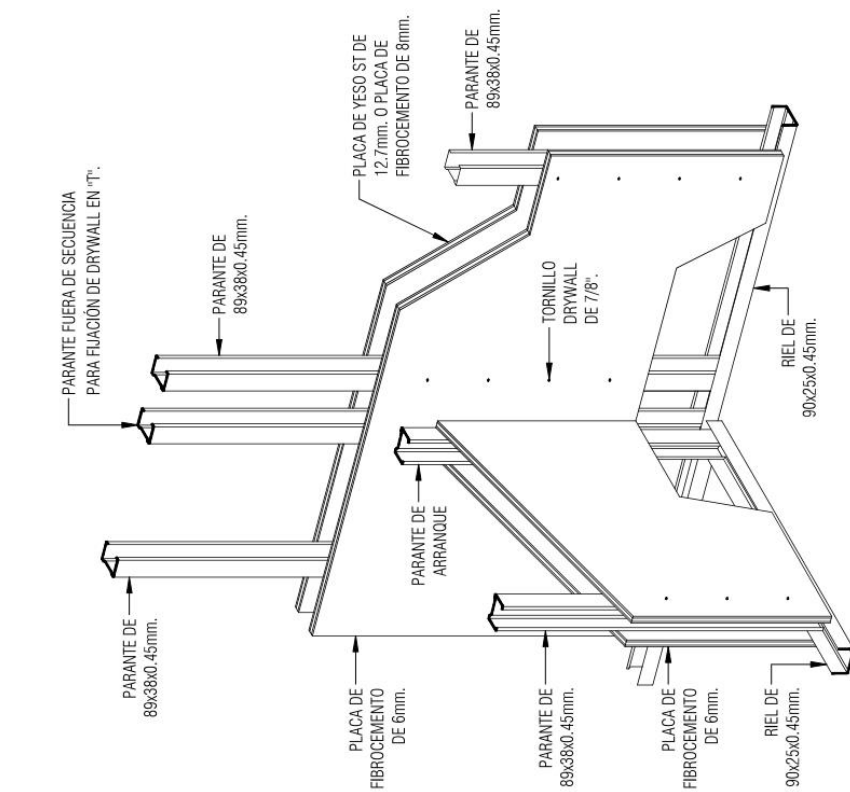 PARANTE FUERA DE SECUENCIA
PARA FIJACIÓN DE DRYWALL EN "T".
PARANTE DE
89x38x0.45mm.
PARANTE DE
89x38x0.45mm.
PLACA DE YESO ST DE
12.7mm. O PLACA DE
FIBROCEMENTO DE 8mm.
PARANTE DE
89x38x0.45mm.
PARANTE DE
ARRANQUE
TORNILLO
DRYWALL
DE 7/8".
PLACA DE
FIBROCEMENTO
DE 6mm.
PARANTE DE
89x38x0.45mm.
PLACA DE
FIBROCEMENTO
DE 6mm.
RIEL DE
90x25x0.45mm.
RIEL DE
90x25x0.45mm.